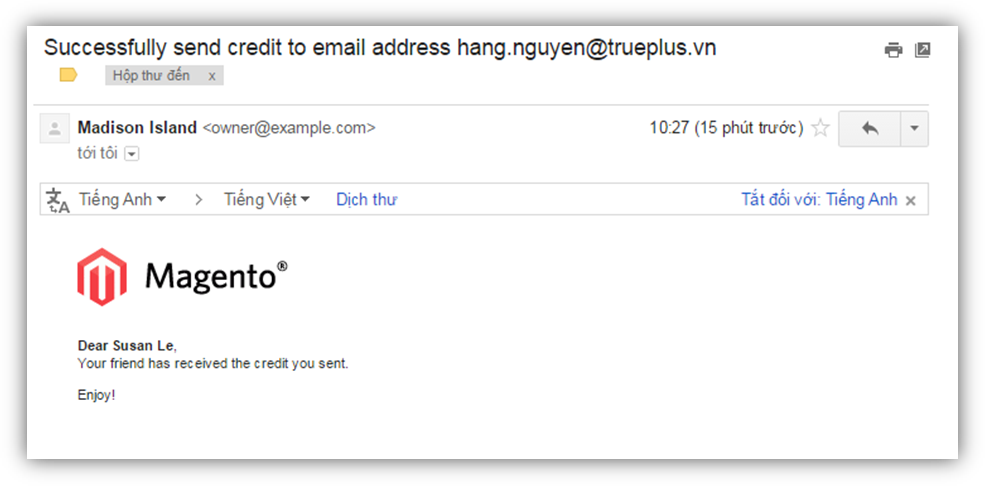 Successfully send credit to email address hang.nguyen@trueplus.vn
Hộp thư đến x
Madison Island <owner@example.com> 10:27 (15 phút trước)
tới tôi
Tiếng Anh > Tiếng Việt Dịch thư Tắt đối với: Tiếng Anh ×
Magento®
Dear Susan Le,
Your friend has received the credit you sent.
Enjoy!